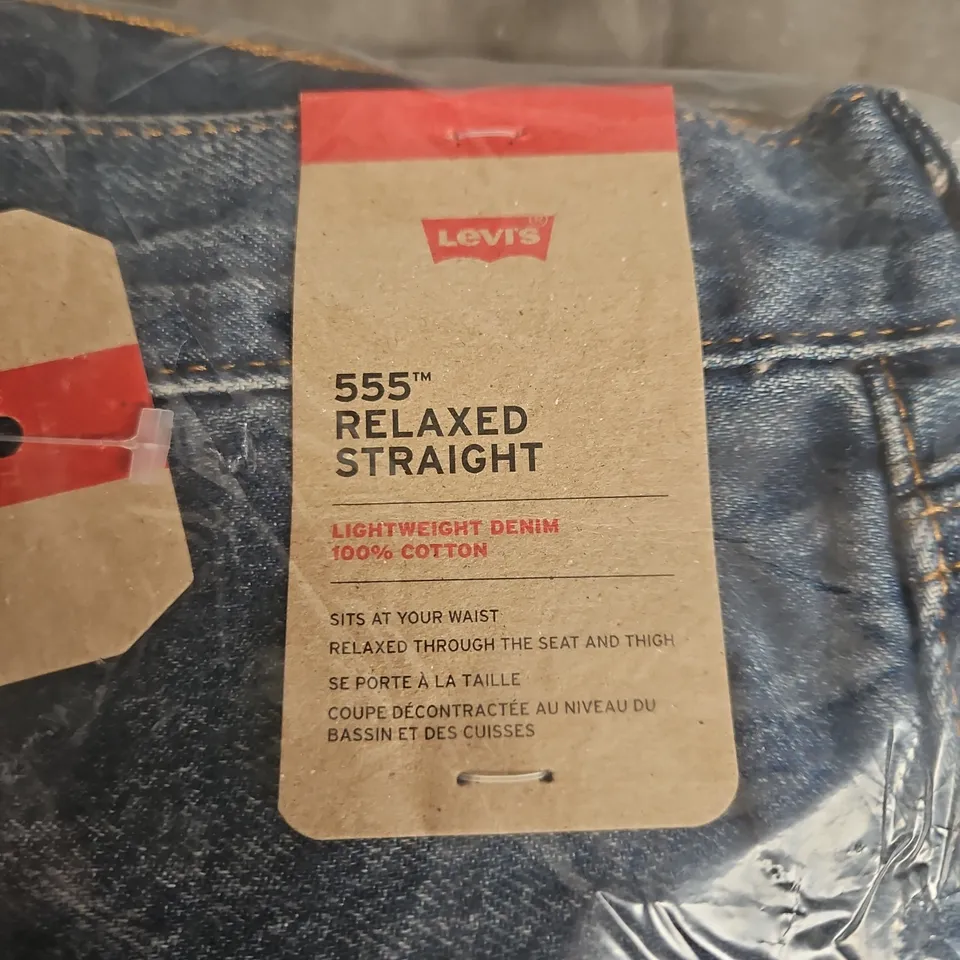 LEVI'S
555™
RELAXED
STRAIGHT
LIGHTWEIGHT DENIM
100% COTTON
SITS AT YOUR WAIST
RELAXED THROUGH THE SEAT AND THIGH
SE PORTE À LA TAILLE
COUPE DÉCONTRACTÉE AU NIVEAU DU
BASSIN ET DES CUISSES